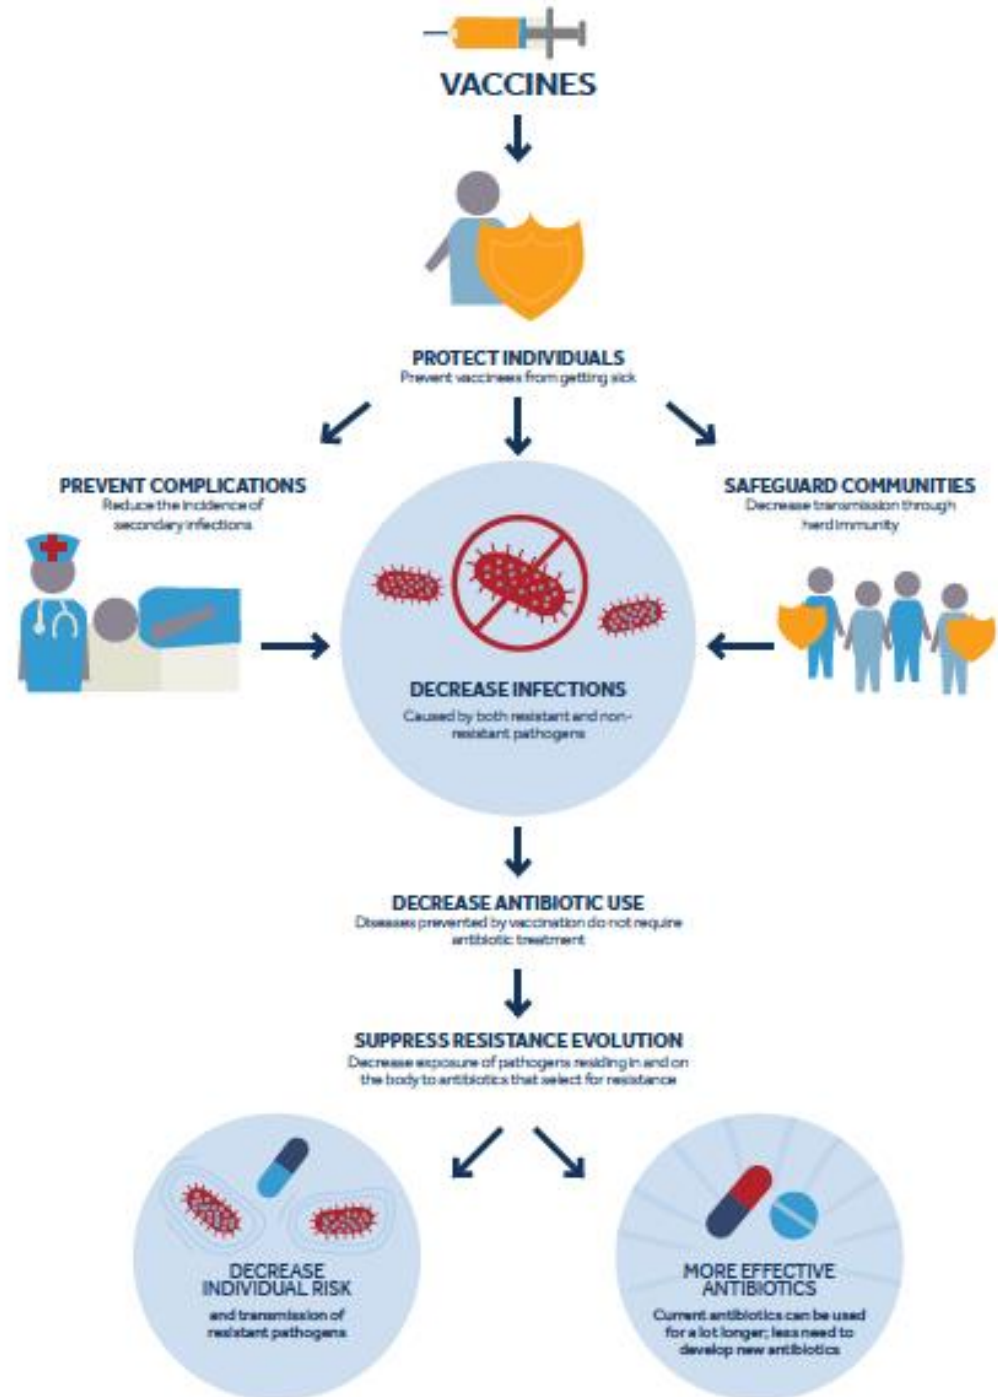 VACCINES
PROTECT INDIVIDUALS
Prevent vaccinees from getting sick
PREVENT COMPLICATIONS
Reduce the incidence of
secondary infections
SAFEGUARD COMMUNITIES
Decrease transmission through
herd immunity
DECREASE INFECTIONS
Caused by both resistant and non-
resistant pathogens
DECREASE ANTIBIOTIC USE
Diseases prevented by vaccination do not require
antibiotic treatment
SUPPRESS RESISTANCE EVOLUTION
Decrease exposure of pathogens residing in and on
the body to antibiotics that select for resistance
DECREASE
INDIVIDUAL RISK
and transmission of
resistant pathogens
MORE EFFECTIVE
ANTIBIOTICS
Current antibiotics can be used
for a lot longer; less need to
develop new antibiotics